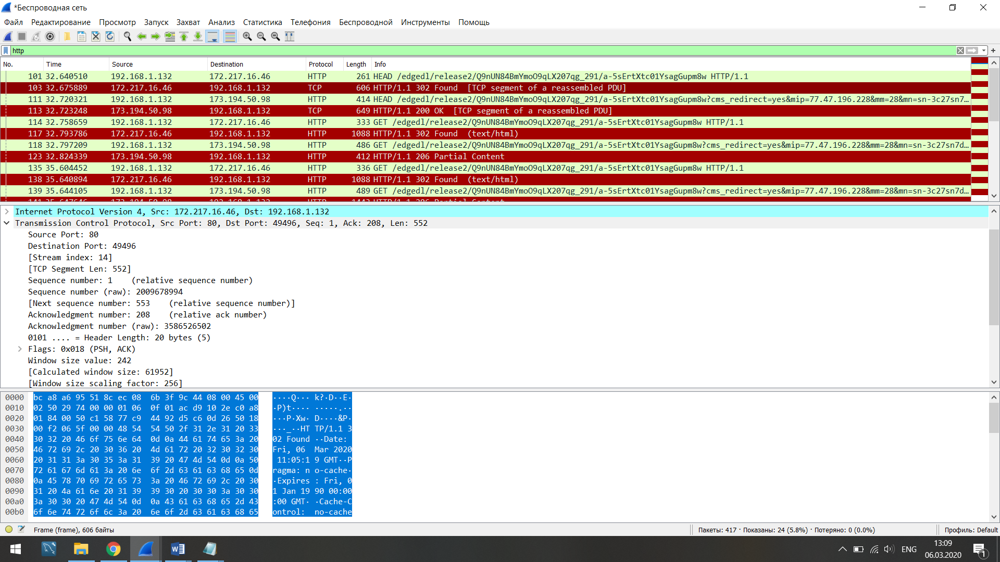 *Беспроводная сеть
Файл Редактирование Просмотр Запуск Захват Анализ Статистика Телефония Беспроводной Инструменты Помощь
http
No. Time Source Destination Protocol Length Info
101 32.640510 192.168.1.132 172.217.16.46 HTTP 261 HEAD /edgedl/release2/Q9nUN84BmYmoO9qLX207qg_291/a-5sErtXtc01YsagGupm8w HTTP/1.1
103 32.675889 172.217.16.46 192.168.1.132 TCP 606 HTTP/1.1 302 Found [TCP segment of a reassembled PDU]
111 32.720321 192.168.1.132 173.194.50.98 HTTP 414 HEAD /edgedl/release2/Q9nUN84BmYmoO9qLX207qg_291/a-5sErtXtc01YsagGupm8w?cms_redirect=yes&mip=77.47.196.228&mm=28&mn=sn-3c27sn7…
113 32.723248 173.194.50.98 192.168.1.132 TCP 649 HTTP/1.1 200 OK [TCP segment of a reassembled PDU]
114 32.758659 192.168.1.132 172.217.16.46 HTTP 333 GET /edgedl/release2/Q9nUN84BmYmoO9qLX207qg_291/a-5sErtXtc01YsagGupm8w HTTP/1.1
117 32.793786 172.217.16.46 192.168.1.132 HTTP 1088 HTTP/1.1 302 Found (text/html)
118 32.797209 192.168.1.132 173.194.50.98 HTTP 486 GET /edgedl/release2/Q9nUN84BmYmoO9qLX207qg_291/a-5sErtXtc01YsagGupm8w?cms_redirect=yes&mip=77.47.196.228&mm=28&mn=sn-3c27sn7d…
123 32.824339 173.194.50.98 192.168.1.132 HTTP 412 HTTP/1.1 206 Partial Content
135 35.604452 192.168.1.132 172.217.16.46 HTTP 336 GET /edgedl/release2/Q9nUN84BmYmoO9qLX207qg_291/a-5sErtXtc01YsagGupm8w HTTP/1.1
138 35.640894 172.217.16.46 192.168.1.132 HTTP 1088 HTTP/1.1 302 Found (text/html)
139 35.644105 192.168.1.132 173.194.50.98 HTTP 489 GET /edgedl/release2/Q9nUN84BmYmoO9qLX207qg_291/a-5sErtXtc01YsagGupm8w?cms_redirect=yes&mip=77.47.196.228&mm=28&mn=sn-3c27sn7d…
Internet Protocol Version 4, Src: 172.217.16.46, Dst: 192.168.1.132
Transmission Control Protocol, Src Port: 80, Dst Port: 49496, Seq: 1, Ack: 208, Len: 552
Source Port: 80
Destination Port: 49496
[Stream index: 14]
[TCP Segment Len: 552]
Sequence number: 1 (relative sequence number)
Sequence number (raw): 2009678994
[Next sequence number: 553 (relative sequence number)]
Acknowledgment number: 208 (relative ack number)
Acknowledgment number (raw): 3586526502
0101 .... = Header Length: 20 bytes (5)
Flags: 0x018 (PSH, ACK)
Window size value: 242
[Calculated window size: 61952]
[Window size scaling factor: 256]
0000 bc a8 a6 95 51 8c ec 08 6b 3f 9c 44 08 00 45 00 ····Q··· k?·D··E·
0010 02 50 29 74 00 00 01 06 0f 01 ac d9 10 2e c0 a8 ·P)t···· ·····.··
0020 01 84 00 50 c1 58 77 c9 44 92 d5 c6 0d 26 50 18 ···P·Xw· D····&P·
0030 00 f2 06 5f 00 00 48 54 54 50 2f 31 2e 31 20 33 ···_··HT TP/1.1 3
0040 30 32 20 46 6f 75 6e 64 0d 0a 44 61 74 65 3a 20 02 Found ··Date:
0050 46 72 69 2c 20 30 36 20 4d 61 72 20 32 30 32 30 Fri, 06 Mar 2020
0060 20 31 31 3a 30 35 3a 31 39 20 47 4d 54 0d 0a 50 11:05:1 9 GMT··P
0070 72 61 67 6d 61 3a 20 6e 6f 2d 63 61 63 68 65 0d ragma: n o-cache·
0080 0a 45 78 70 69 72 65 73 3a 20 46 72 69 2c 20 30 ·Expires : Fri, 0
0090 31 20 4a 61 6e 20 31 39 39 30 20 30 30 3a 30 30 1 Jan 19 90 00:00
00a0 3a 30 30 20 47 4d 54 0d 0a 43 61 63 68 65 2d 43 :00 GMT· ·Cache-C
00b0 6f 6e 74 72 6f 6c 3a 20 6e 6f 2d 63 61 63 68 65 ontrol: no-cache
Frame (frame), 606 байты
Пакеты: 417 · Показаны: 24 (5.8%) · Потеряно: 0 (0.0%)
Профиль: Default
ENG
13:09
06.03.2020
1